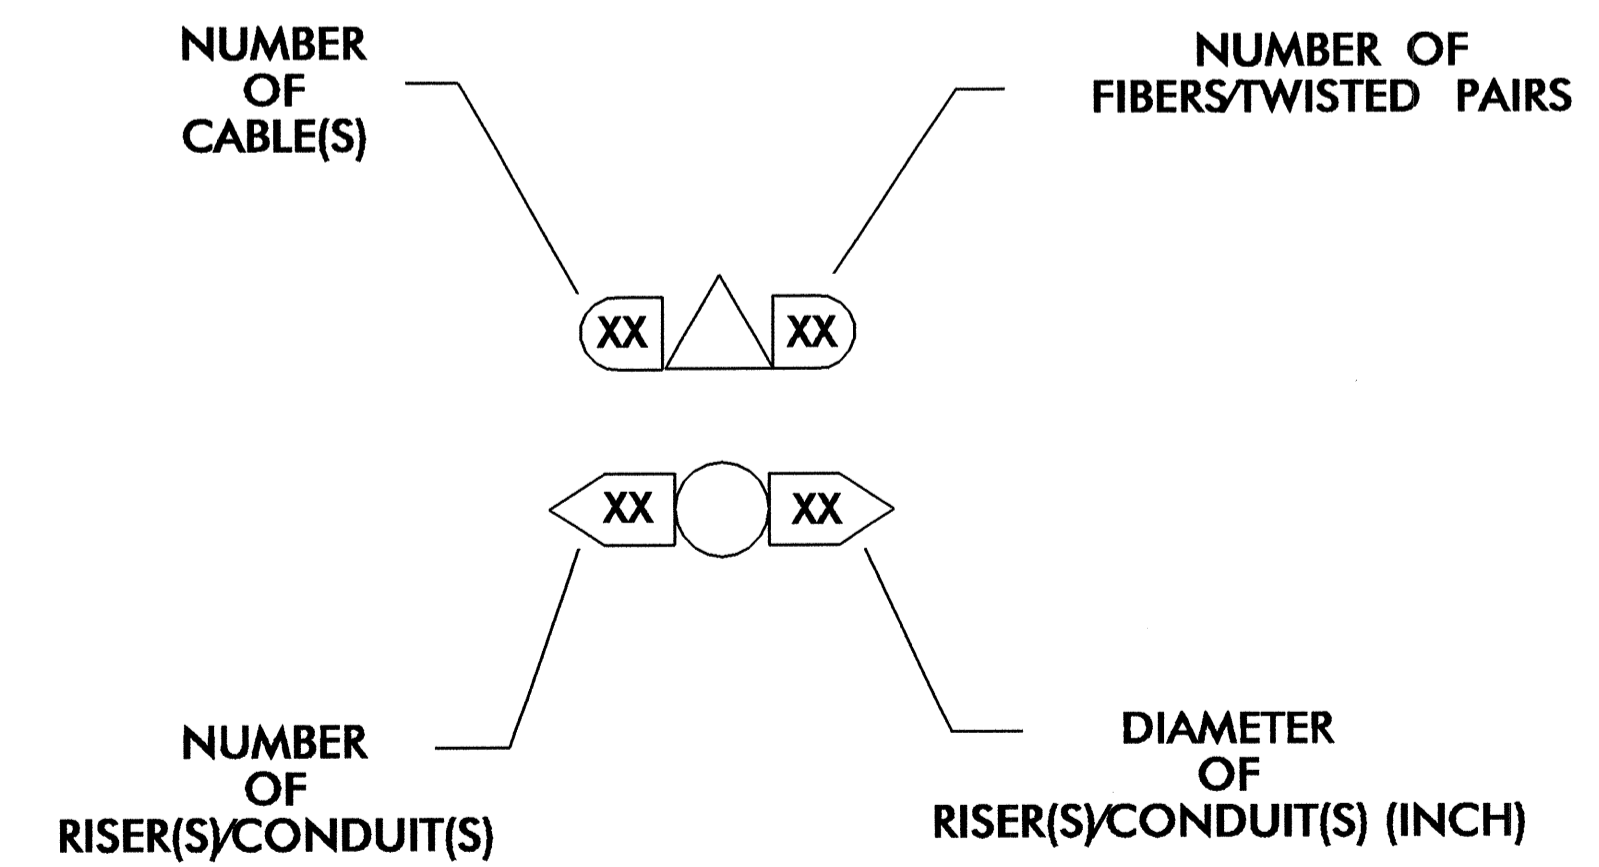 NUMBER
OF
CABLE(S)
NUMBER OF
FIBERS/TWISTED PAIRS
XX
XX
XX
XX
NUMBER
OF
RISER(S)/CONDUIT(S)
DIAMETER
OF
RISER(S)/CONDUIT(S) (INCH)